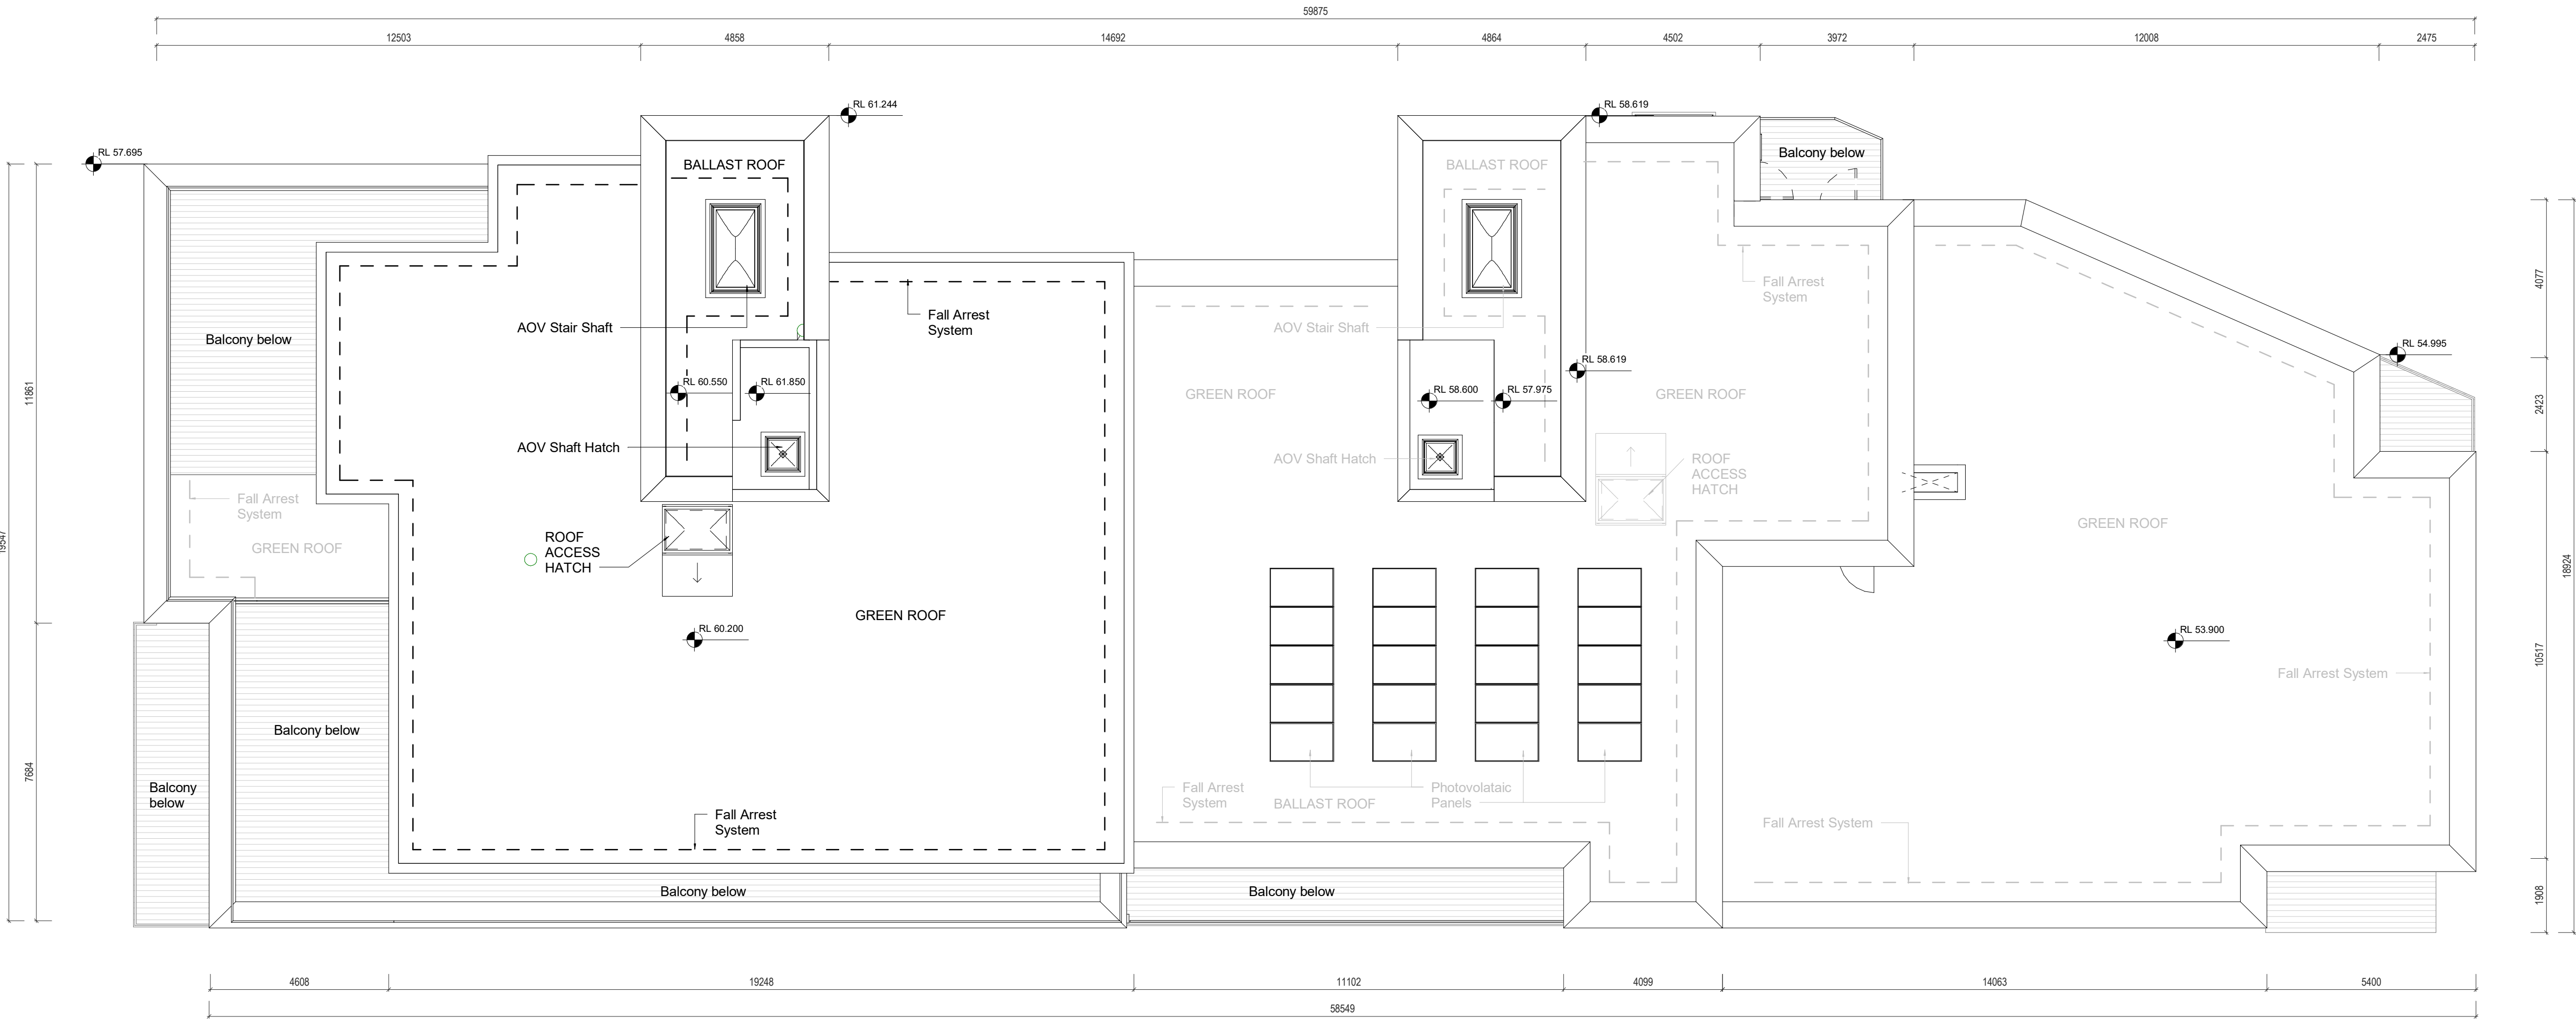 59875
12503
4858
14692
4864
4502
3972
12008
2475
RL 61.244
RL 58.619
RL 57.695
BALLAST ROOF
BALLAST ROOF
Balcony below
Fall Arrest
System
4077
Fall Arrest
System
AOV Stair Shaft
AOV Stair Shaft
Balcony below
RL 54.995
RL 58.619
11861
RL 60.550
RL 61.850
RL 58.600
RL 57.975
GREEN ROOF
GREEN ROOF
2423
AOV Shaft Hatch
AOV Shaft Hatch
ROOF
ACCESS
HATCH
Fall Arrest
System
GREEN ROOF
GREEN ROOF
19547
ROOF
ACCESS
HATCH
18924
GREEN ROOF
RL 60.200
RL 53.900
10517
Fall Arrest System
Balcony below
7684
Balcony
below
Fall Arrest
System
Fall Arrest
System
BALLAST ROOF
Photovolataic
Panels
Fall Arrest System
Balcony below
Balcony below
1908
4608
19248
11102
4099
14063
5400
58549